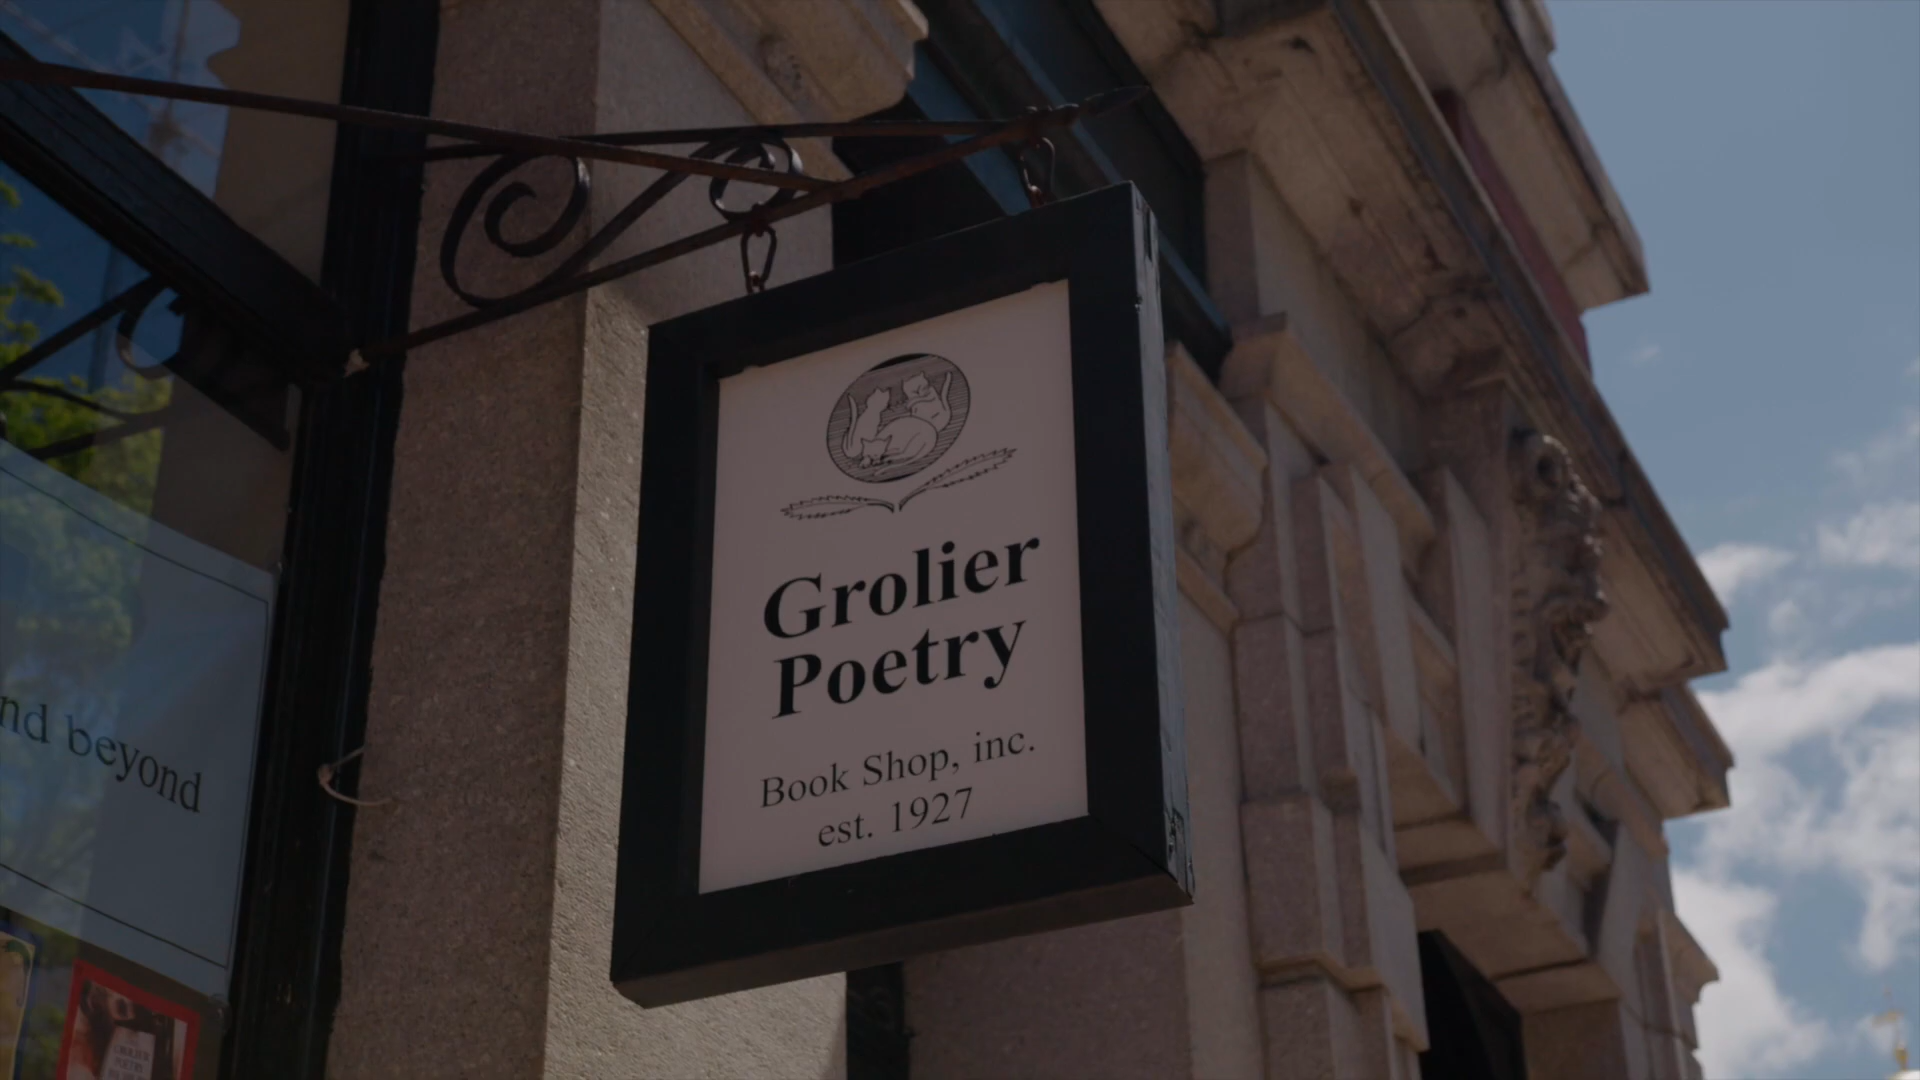 Grolier
Poetry
Book Shop, inc.
est. 1927
nd beyond